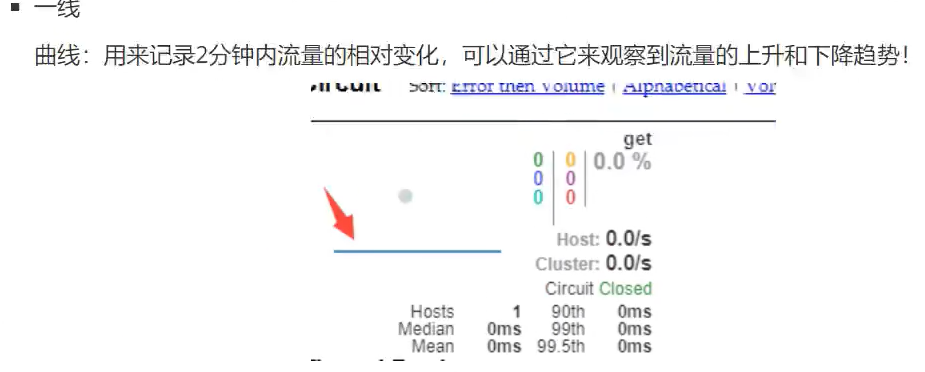 一线
曲线：用来记录2分钟内流量的相对变化，可以通过它来观察到流量的上升和下降趋势！
Circuit Sort: Error then Volume | Alphabetical | Vol
get
0 0 0.0 %
0 0
0 0
Host: 0.0/s
Cluster: 0.0/s
Circuit Closed
Hosts 1 90th 0ms
Median 0ms 99th 0ms
Mean 0ms 99.5th 0ms